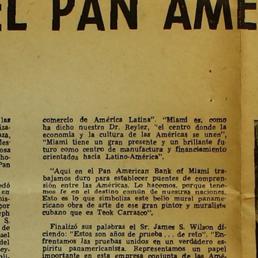 EL PAN AME
comercio de América Latina". "Miami es, como
ha dicho nuestro Dr. Reyler, "el centro donde la
economía y la cultura de las Américas se unen",
"Miami tiene un gran presente y un brillante fu-
turo como centro de manufactura y financiamiento
orientados hacia Latino-América".
"Aquí en el Pan American Bank of Miami tra-
bajamos duro para establecer puentes de compren-
sión entre las Américas. Lo hacemos, porque tene-
mos fe en el destino común de nuestras naciones.
Esto es lo que simboliza este bello mural panameri-
cano obra de arte de ese gran pintor y muralista
cubano que es Teok Carrasco".
Finalizó sus palabras el Sr. James S. Wilson di-
ciendo: "Estos son años de prueba... de reto". "En-
frentamos las pruebas unidos en un verdadero es-
píritu panamericanista. Representamos un papel
importante en esta empresa conjunta de las Amé-